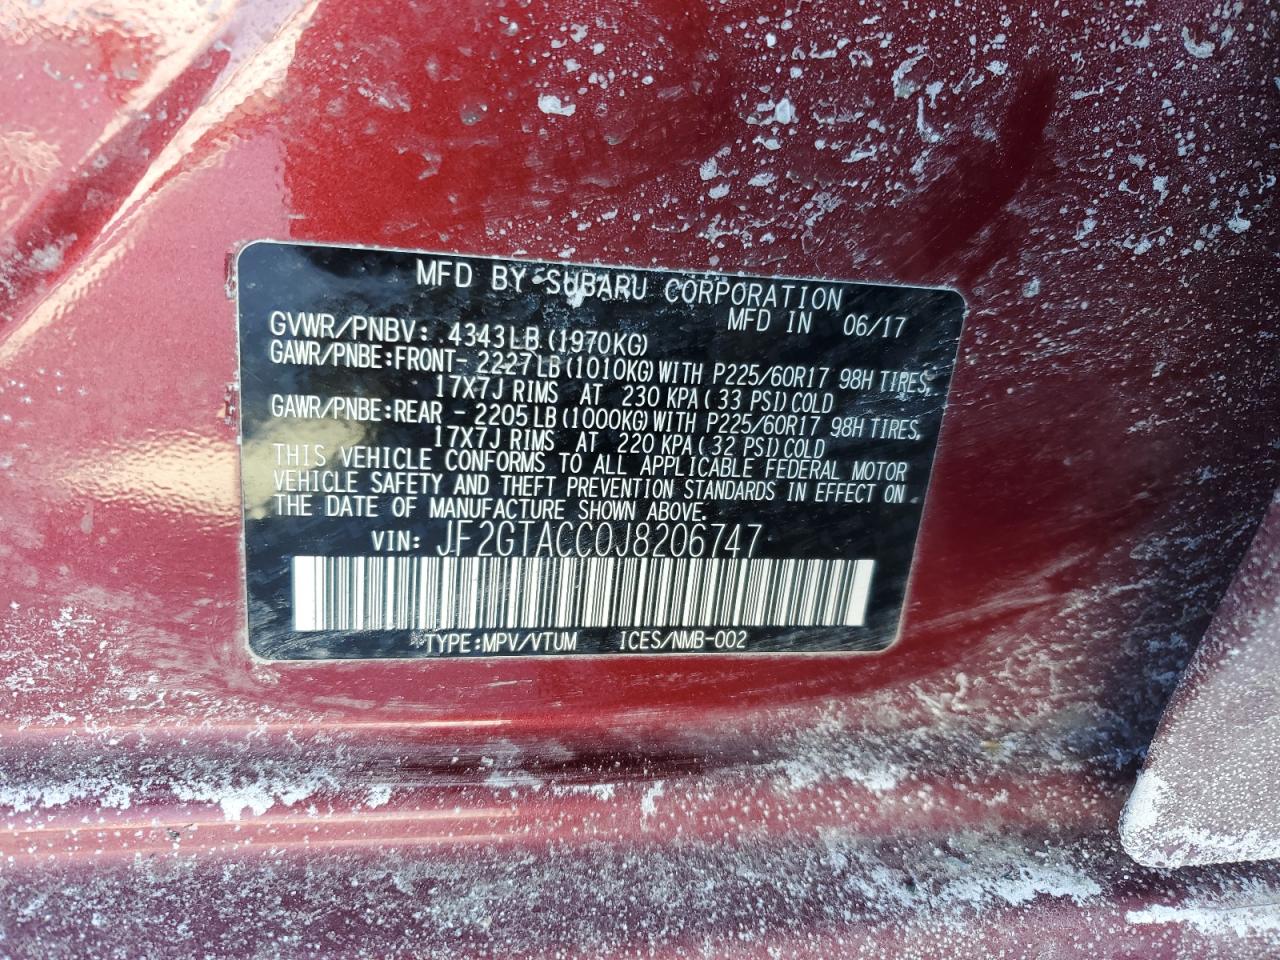 MFD BY SUBARU CORPORATION
MFD IN 06/17
GVWR/PNBV: 4343LB (1970KG)
GAWR/PNBE:FRONT- 2227LB (1010KG) WITH P225/60R17 98H TIRES,
17X7J RIMS AT 230 KPA (33 PSI) COLD
GAWR/PNBE:REAR - 2205LB (1000KG) WITH P225/60R17 98H TIRES,
17X7J RIMS AT 220 KPA (32 PSI) COLD
THIS VEHICLE CONFORMS TO ALL APPLICABLE FEDERAL MOTOR
VEHICLE SAFETY AND THEFT PREVENTION STANDARDS IN EFFECT ON
THE DATE OF MANUFACTURE SHOWN ABOVE.
VIN: JF2GTACC0J8206747
TYPE:MPV/VTUM ICES/NMB-002